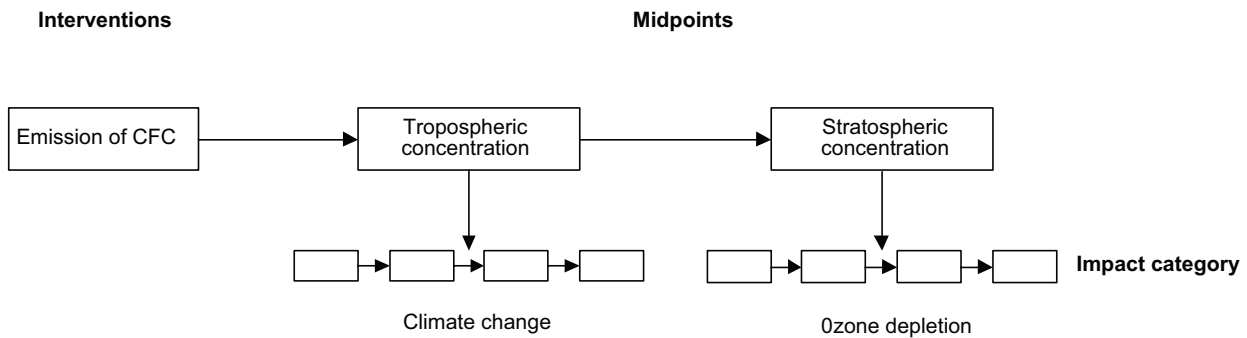 Interventions
Midpoints
Emission of CFC
Tropospheric
concentration
Stratospheric
concentration
Impact category
Climate change
0zone depletion